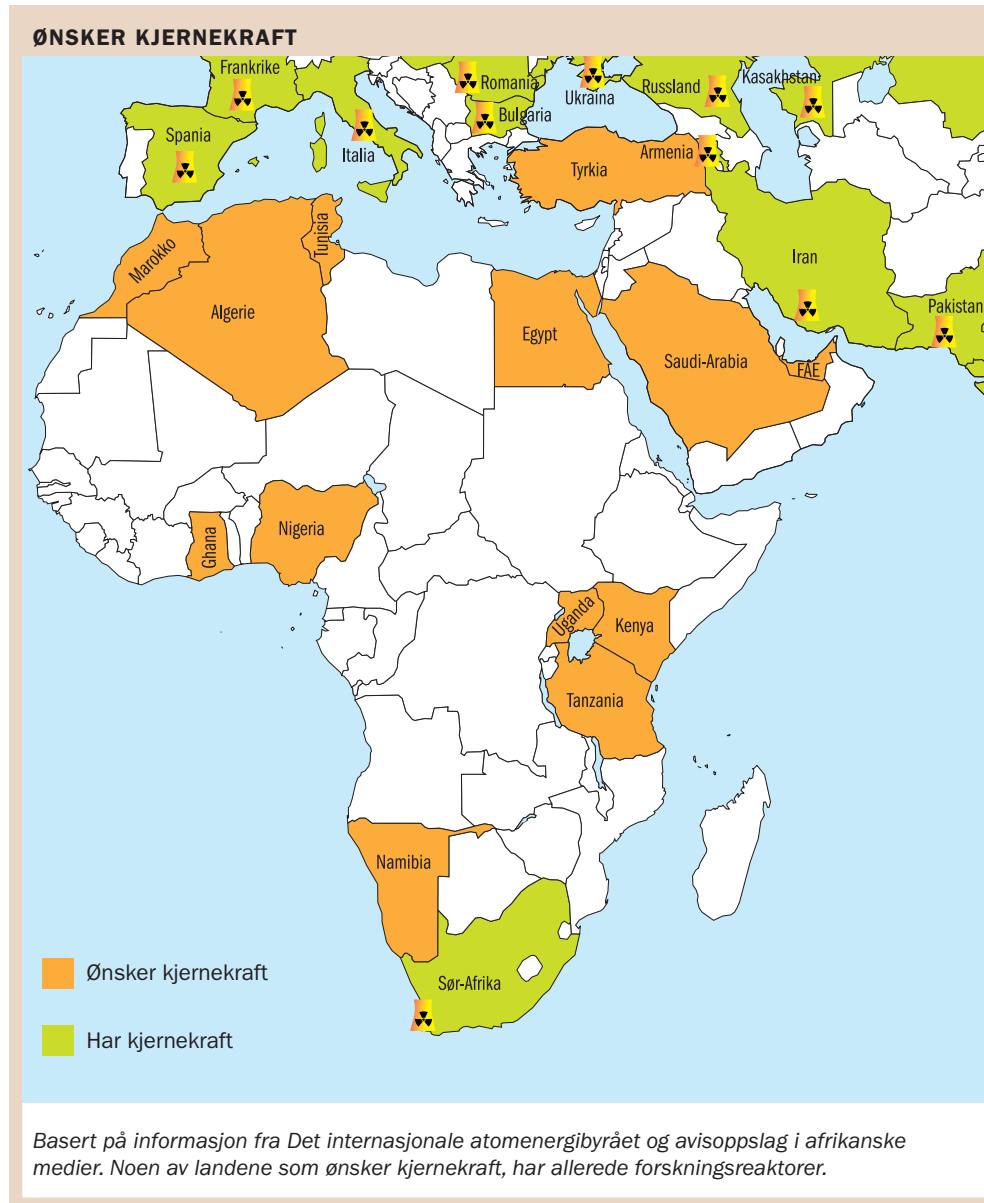 ØNSKER KJERNEKRAFT
Frankrike
Romania
Ukraina
Russland
Kasakhstan
Bulgaria
Spania
Italia
Armenia
Tyrkia
Tunisia
Marokko
Iran
Algerie
Egypt
Pakistan
Saudi-Arabia
FAE
Ghana
Nigeria
Uganda
Kenya
Tanzania
Namibia
Ønsker kjernekraft
Sør-Afrika
Har kjernekraft
Basert på informasjon fra Det internasjonale atomenergibyrået og avisoppslag i afrikanske
medier. Noen av landene som ønsker kjernekraft, har allerede forskningsreaktorer.